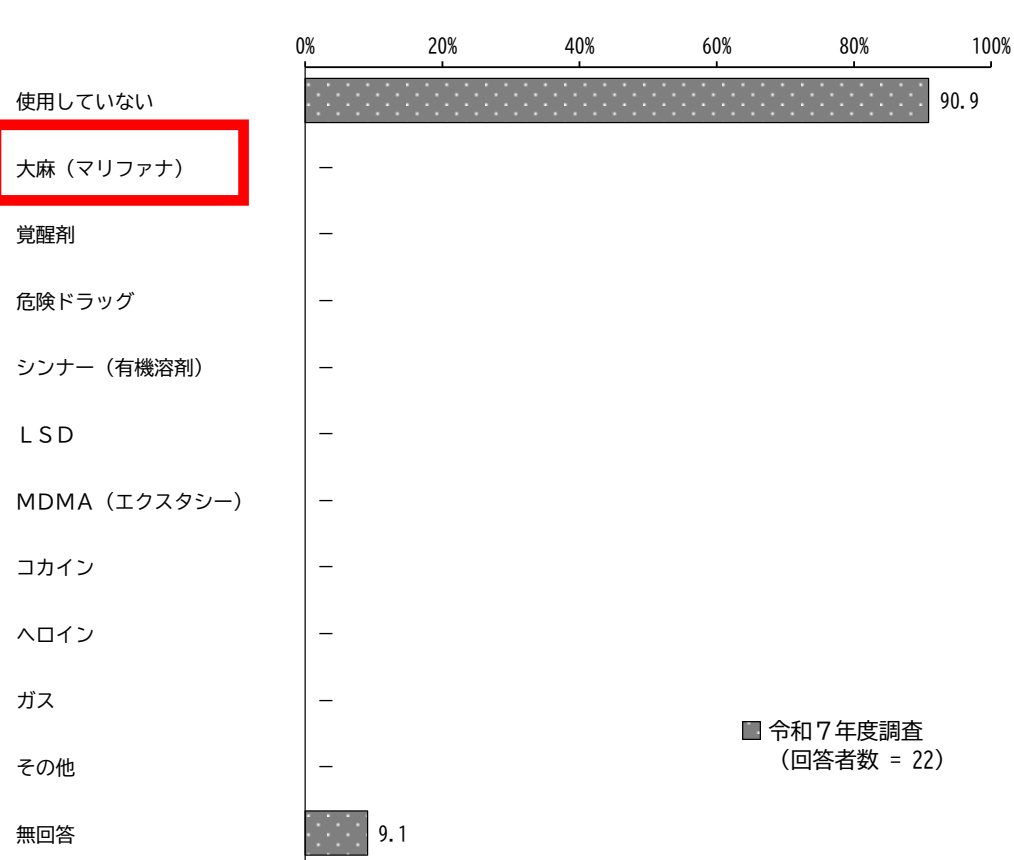 0% 20% 40% 60% 80% 100%
使用していない 90.9
大麻（マリファナ） －
覚醒剤 －
危険ドラッグ －
シンナー（有機溶剤） －
ＬＳＤ －
ＭＤＭＡ（エクスタシー） －
コカイン －
ヘロイン －
ガス －
令和７年度調査
（回答者数 = 22）
その他 －
無回答 9.1